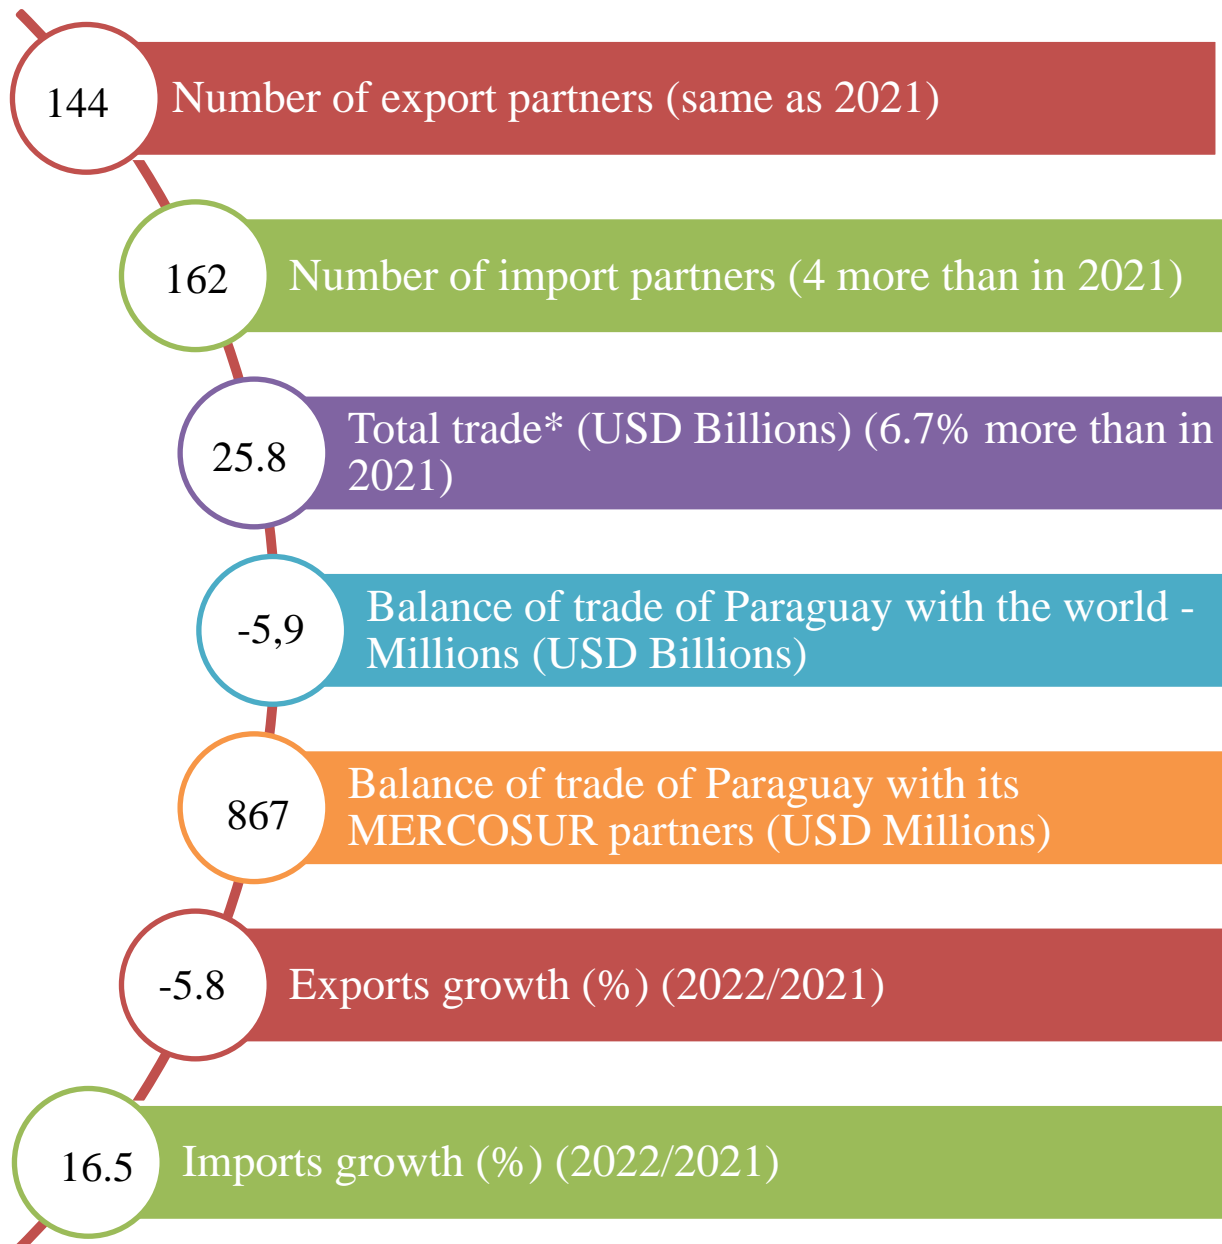 144
Number of export partners (same as 2021)
162
Number of import partners (4 more than in 2021)
25.8
Total trade* (USD Billions) (6.7% more than in
2021)
-5,9
Balance of trade of Paraguay with the world -
Millions (USD Billions)
867
Balance of trade of Paraguay with its
MERCOSUR partners (USD Millions)
-5.8
Exports growth (%) (2022/2021)
16.5
Imports growth (%) (2022/2021)